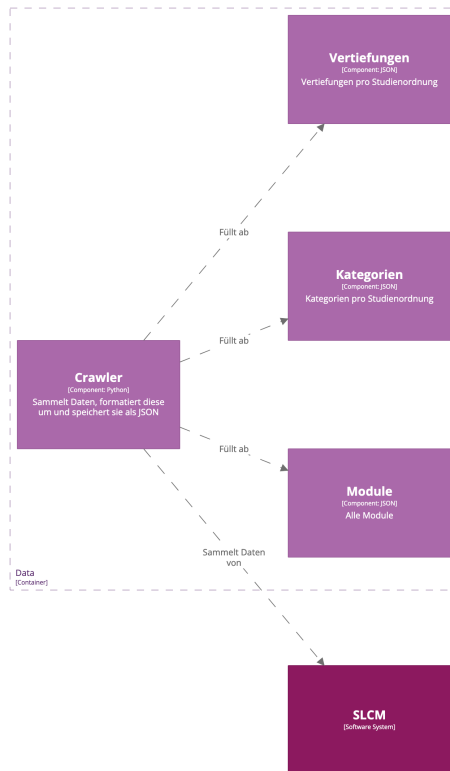 Vertiefungen
[Component: JSON]
Vertiefungen pro Studienordnung
Füllt ab
Kategorien
[Component: JSON]
Kategorien pro Studienordnung
Füllt ab
Crawler
[Component: Python]
Sammelt Daten, formatiert diese
um und speichert sie als JSON
Füllt ab
Module
[Component: JSON]
Alle Module
Sammelt Daten
von
Data
[Container]
SLCM
[Software System]